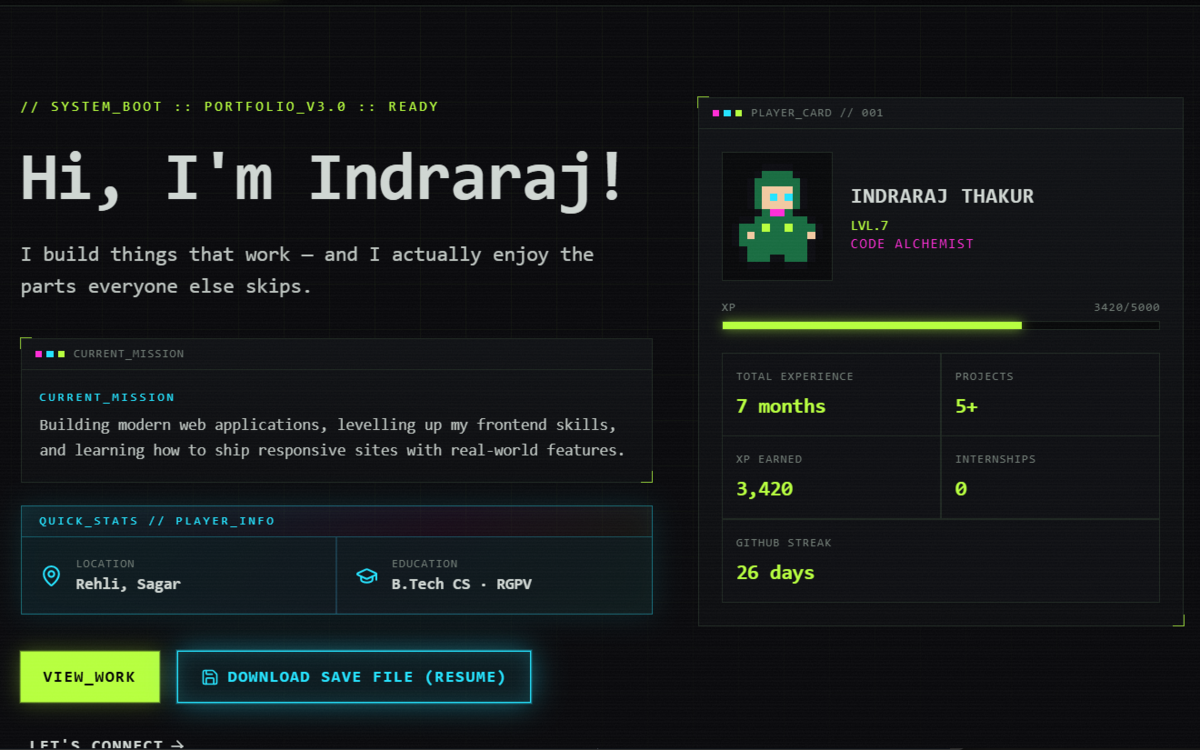 // SYSTEM_BOOT :: PORTFOLIO_V3.0 :: READY
Hi, I'm Indraraj!
I build things that work — and I actually enjoy the
parts everyone else skips.
CURRENT_MISSION
CURRENT_MISSION
Building modern web applications, levelling up my frontend skills,
and learning how to ship responsive sites with real-world features.
QUICK_STATS // PLAYER_INFO
LOCATION
Rehli, Sagar
EDUCATION
B.Tech CS · RGPV
VIEW_WORK
DOWNLOAD SAVE FILE (RESUME)
LET'S CONNECT →
PLAYER_CARD // 001
INDRARAJ THAKUR
LVL.7
CODE ALCHEMIST
XP 3420/5000
TOTAL EXPERIENCE
7 months
PROJECTS
5+
XP EARNED
3,420
INTERNSHIPS
0
GITHUB STREAK
26 days